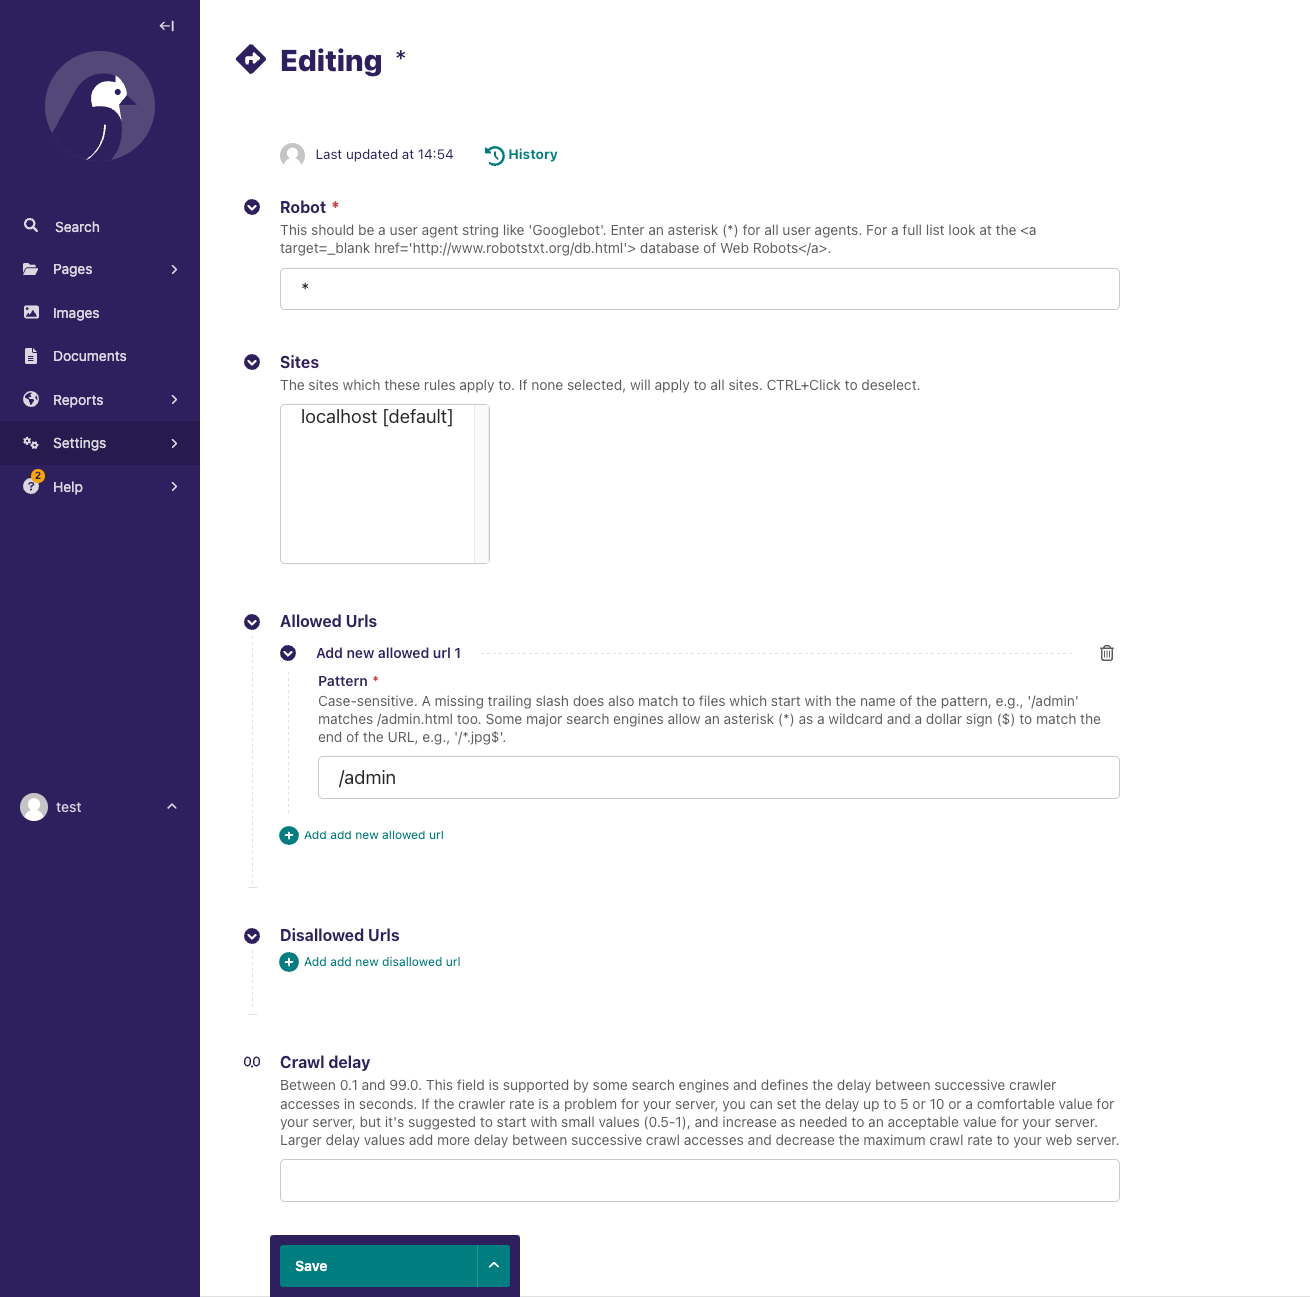 Editing *
Last updated at 14:54
History
Search
Pages
Images
Documents
Reports
Settings
2
Help
test
Robot *
This should be a user agent string like 'Googlebot'. Enter an asterisk (*) for all user agents. For a full list look at the <a
target=_blank href='http://www.robotstxt.org/db.html'> database of Web Robots</a>.
*
Sites
The sites which these rules apply to. If none selected, will apply to all sites. CTRL+Click to deselect.
localhost [default]
Allowed Urls
Add new allowed url 1
Pattern *
Case-sensitive. A missing trailing slash does also match to files which start with the name of the pattern, e.g., '/admin'
matches /admin.html too. Some major search engines allow an asterisk (*) as a wildcard and a dollar sign ($) to match the
end of the URL, e.g., '/*.jpg$'.
/admin
Add add new allowed url
Disallowed Urls
Add add new disallowed url
0.0 Crawl delay
Between 0.1 and 99.0. This field is supported by some search engines and defines the delay between successive crawler
accesses in seconds. If the crawler rate is a problem for your server, you can set the delay up to 5 or 10 or a comfortable value for
your server, but it's suggested to start with small values (0.5-1), and increase as needed to an acceptable value for your server.
Larger delay values add more delay between successive crawl accesses and decrease the maximum crawl rate to your web server.
Save